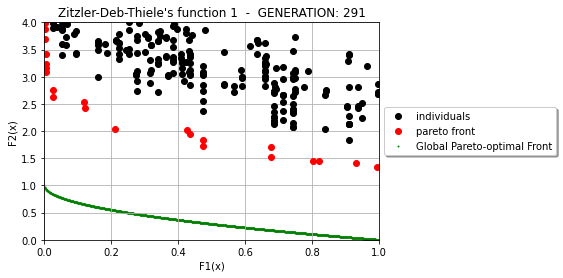 Zitzler-Deb-Thiele's function 1 - GENERATION: 291
4.0
3.5
3.0
2.5
2.0
1.5
1.0
0.5
0.0
F2(x)
0.0 0.2 0.4 0.6 0.8 1.0
F1(x)
individuals
pareto front
Global Pareto-optimal Front